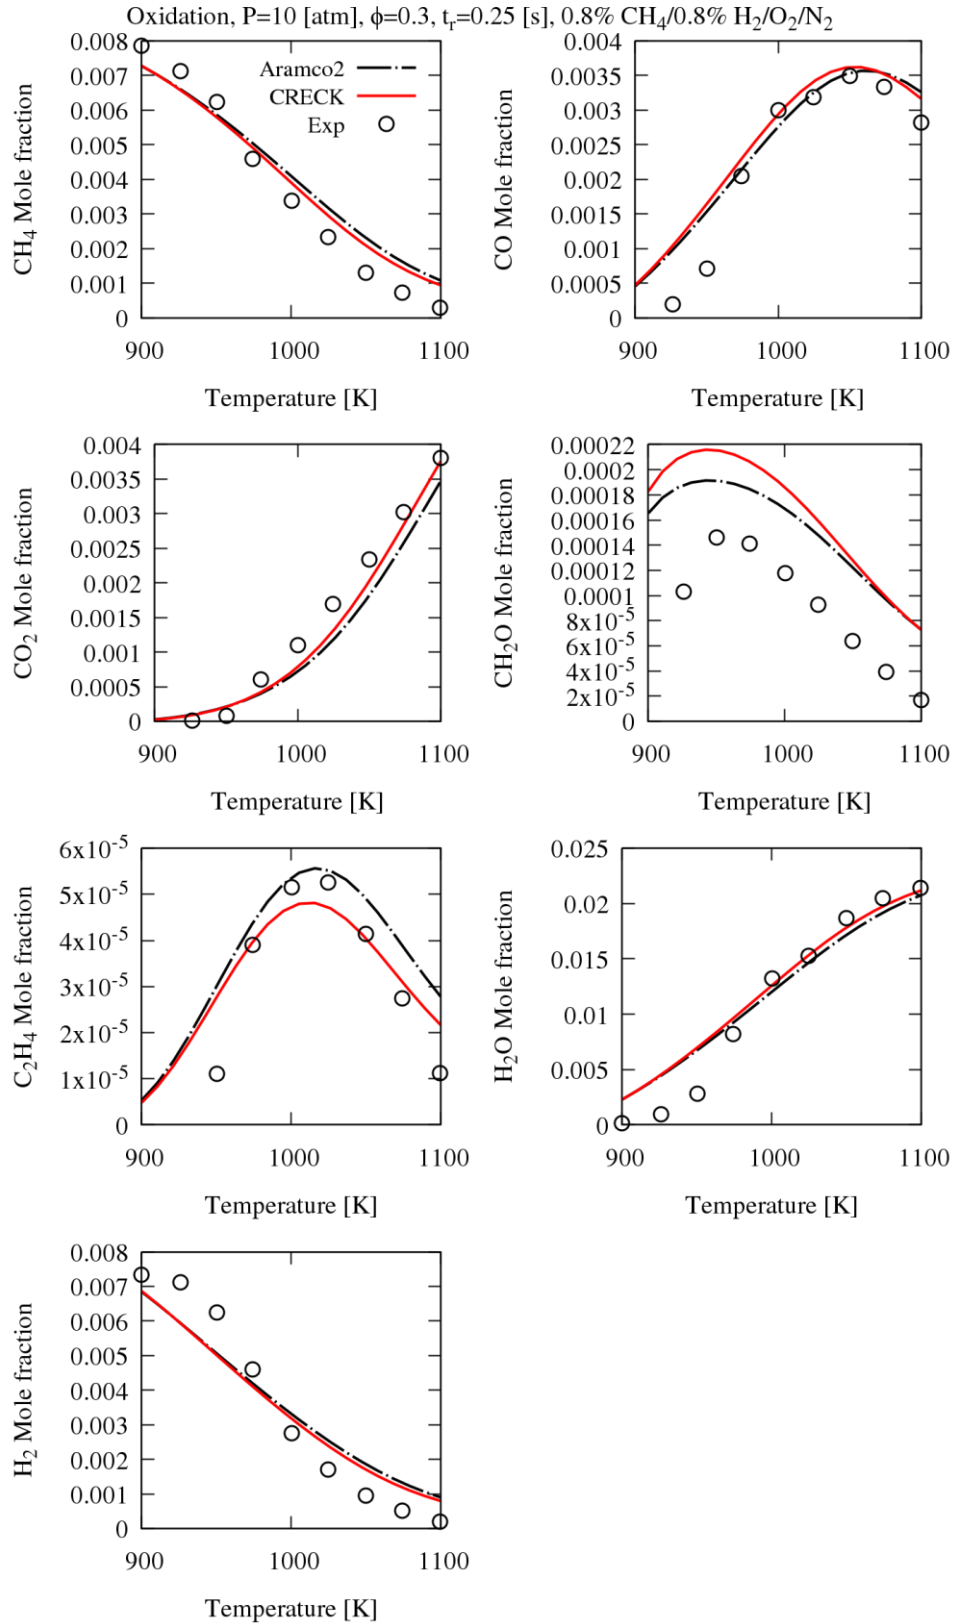 Oxidation, P=10 [atm], ϕ=0.3, tᵣ=0.25 [s], 0.8% CH₄/0.8% H₂/O₂/N₂
0.008
0.007
0.006
0.005
0.004
0.003
0.002
0.001
0
CH₄ Mole fraction
Aramco2
CRECK
Exp
900 1000 1100
Temperature [K]
0.004
0.0035
0.003
0.0025
0.002
0.0015
0.001
0.0005
0
CO Mole fraction
900 1000 1100
Temperature [K]
0.004
0.0035
0.003
0.0025
0.002
0.0015
0.001
0.0005
0
CO₂ Mole fraction
900 1000 1100
Temperature [K]
0.00022
0.0002
0.00018
0.00016
0.00014
0.00012
0.0001
8x10⁻⁵
6x10⁻⁵
4x10⁻⁵
2x10⁻⁵
0
CH₂O Mole fraction
900 1000 1100
Temperature [K]
6x10⁻⁵
5x10⁻⁵
4x10⁻⁵
3x10⁻⁵
2x10⁻⁵
1x10⁻⁵
0
C₂H₄ Mole fraction
900 1000 1100
Temperature [K]
0.025
0.02
0.015
0.01
0.005
0
H₂O Mole fraction
900 1000 1100
Temperature [K]
0.008
0.007
0.006
0.005
0.004
0.003
0.002
0.001
0
H₂ Mole fraction
900 1000 1100
Temperature [K]